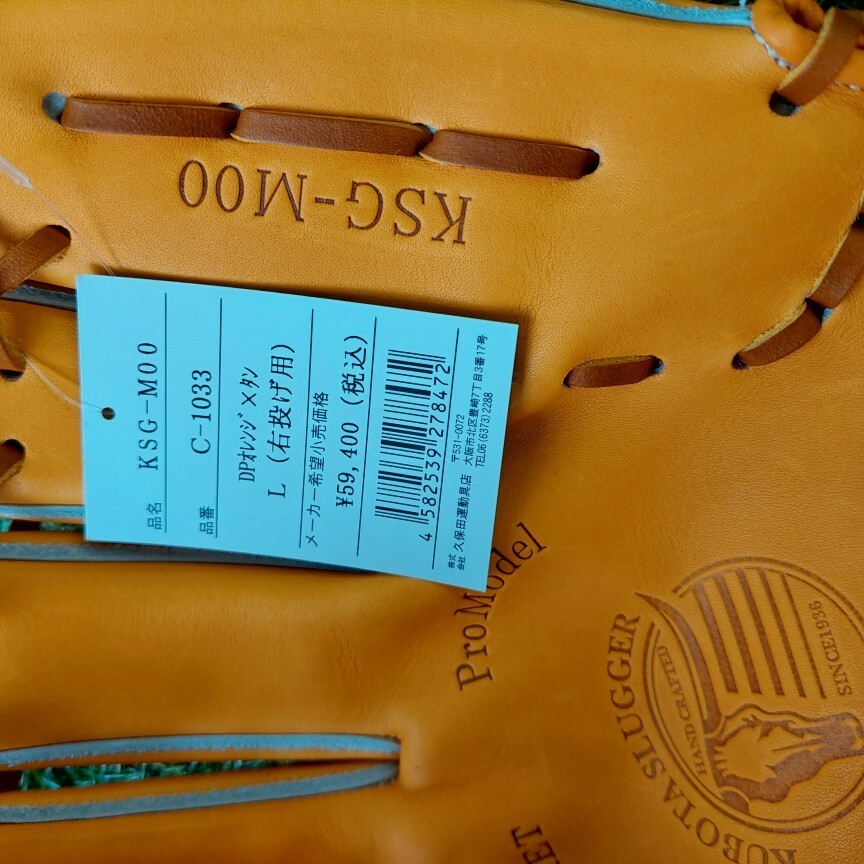 KSG-M00
品名 KSG-M00
品番 C-1033
DPｵﾚﾝｼﾞ×ﾀﾝ
L（右投げ用）
メーカー希望小売価格
¥59,400（税込）
4 582539 278472
株式会社 久保田運動具店
〒531-0072
大阪市北区豊崎7丁目3番17号
TEL06(6373)2288
Pro Model
KUBOTA SLUGGER
HAND CRAFTED
SINCE1936
ET